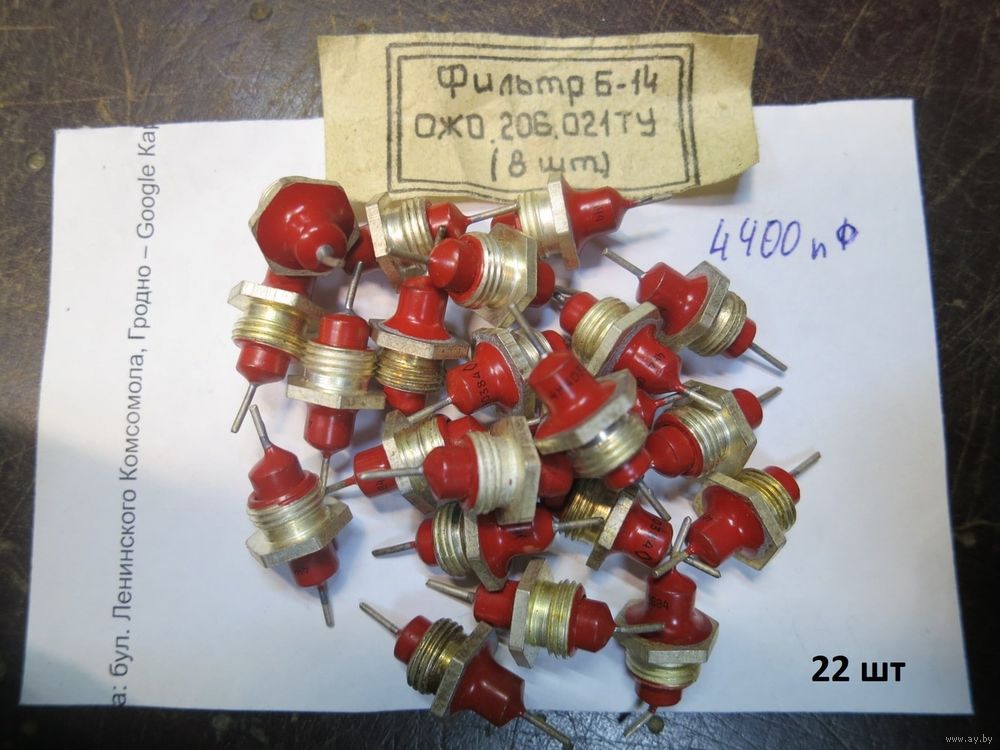 Фильтр Б-14
ОЖО.206.021ТУ
(8 шт)
4400 пФ
а: бул. Ленинского Комсомола, Гродно – Google Ка
0384
22 шт
www.ay.by